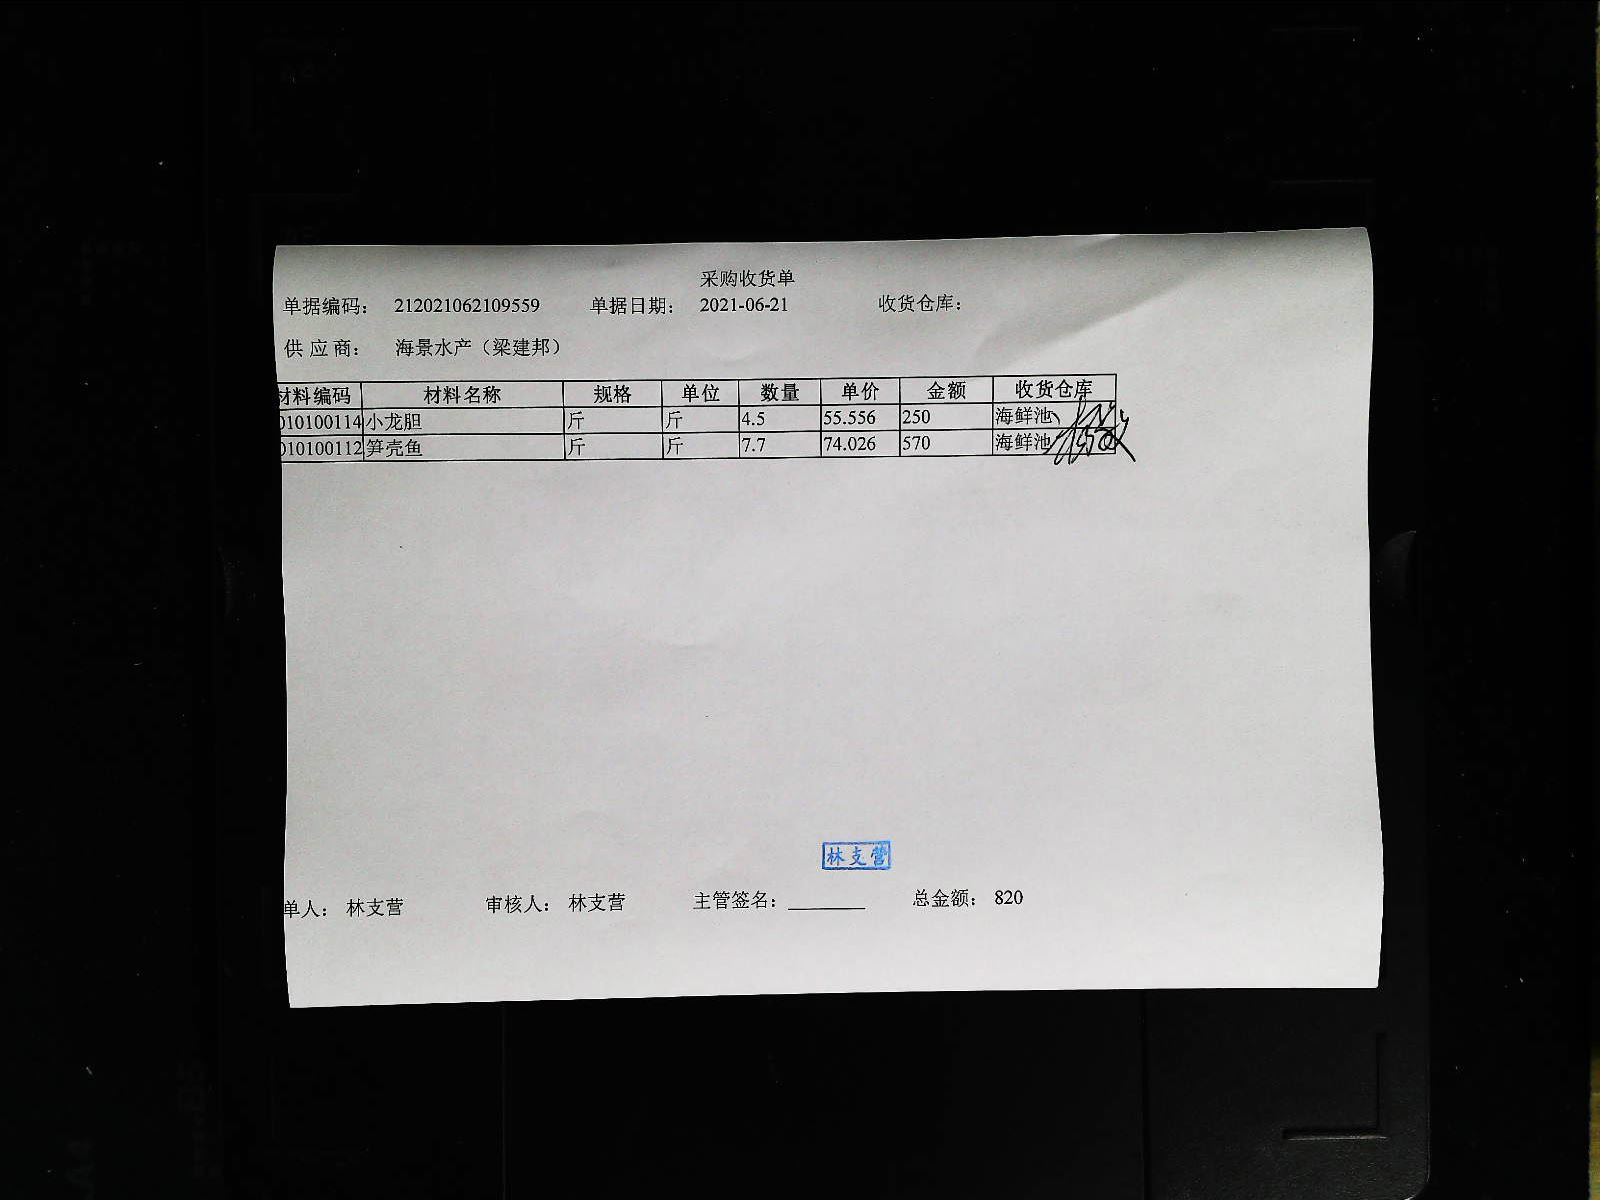 采购收货单
单据编码： 212021062109559 单据日期： 2021-06-21 收货仓库：
供 应 商： 海景水产（梁建邦）
材料编码 材料名称 规格 单位 数量 单价 金额 收货仓库
010100114 小龙胆 斤 斤 4.5 55.556 250 海鲜池
010100112 笋壳鱼 斤 斤 7.7 74.026 570 海鲜池
林支营
单人： 林支营 审核人： 林支营 主管签名：________ 总金额： 820